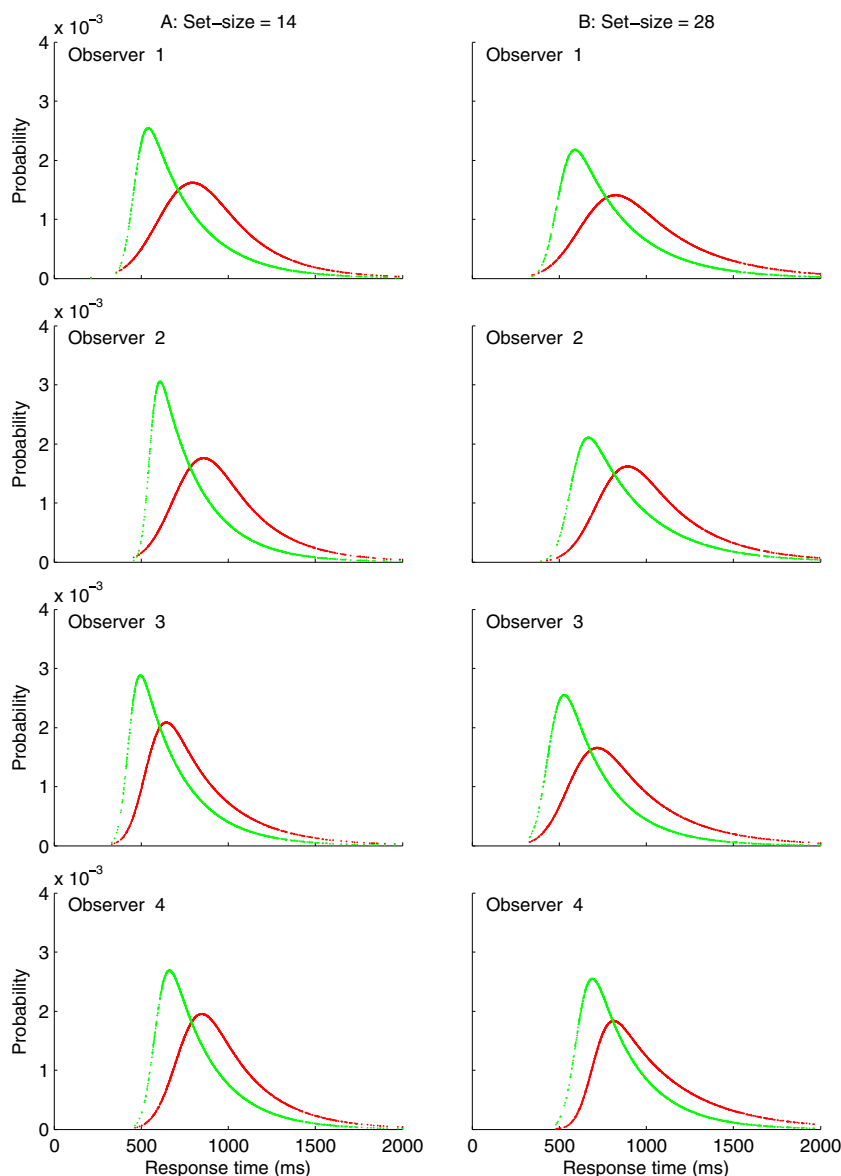 A: Set−size = 14
B: Set−size = 28
x 10⁻³
4
3
2
1
0
Probability
Observer 1
Observer 1
x 10⁻³
4
3
2
1
0
Probability
Observer 2
Observer 2
x 10⁻³
4
3
2
1
0
Probability
Observer 3
Observer 3
x 10⁻³
4
3
2
1
0
Probability
Observer 4
Observer 4
0 500 1000 1500 2000
0 500 1000 1500 2000
Response time (ms)
Response time (ms)